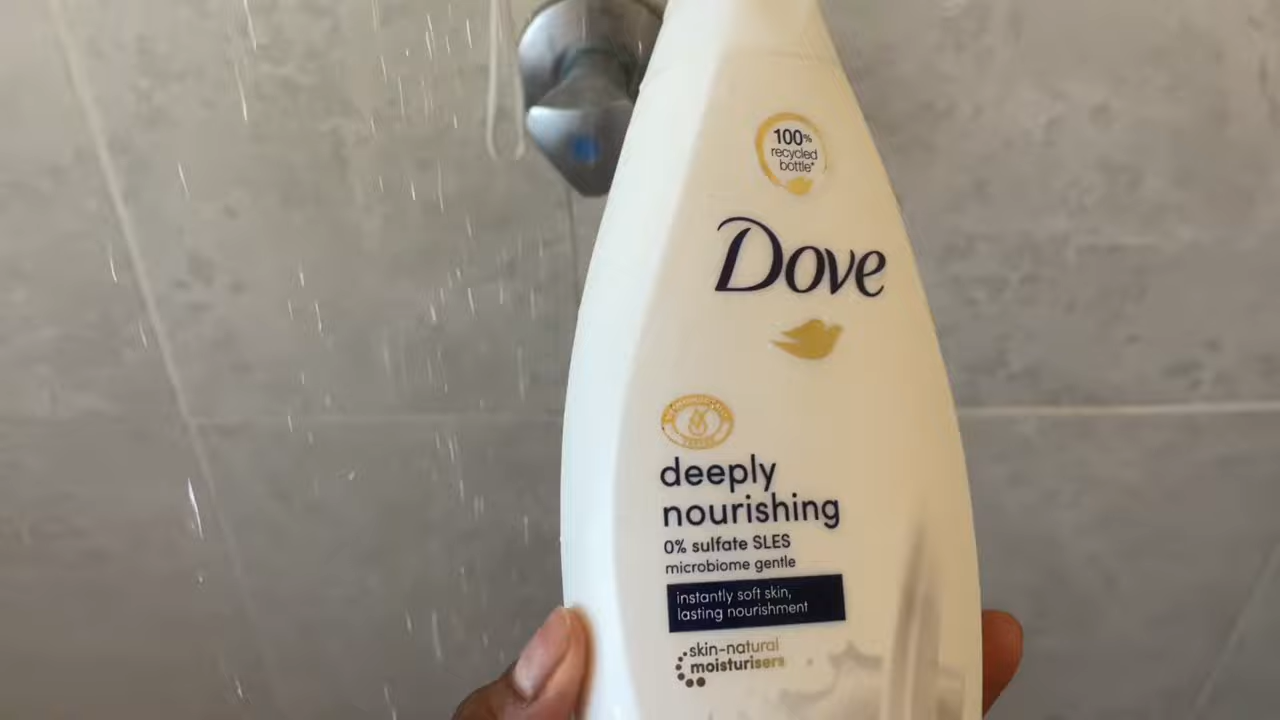 100%
recycled
bottle*
Dove
deeply
nourishing
0% sulfate SLES
microbiome gentle
instantly soft skin,
lasting nourishment
skin-natural
moisturisers